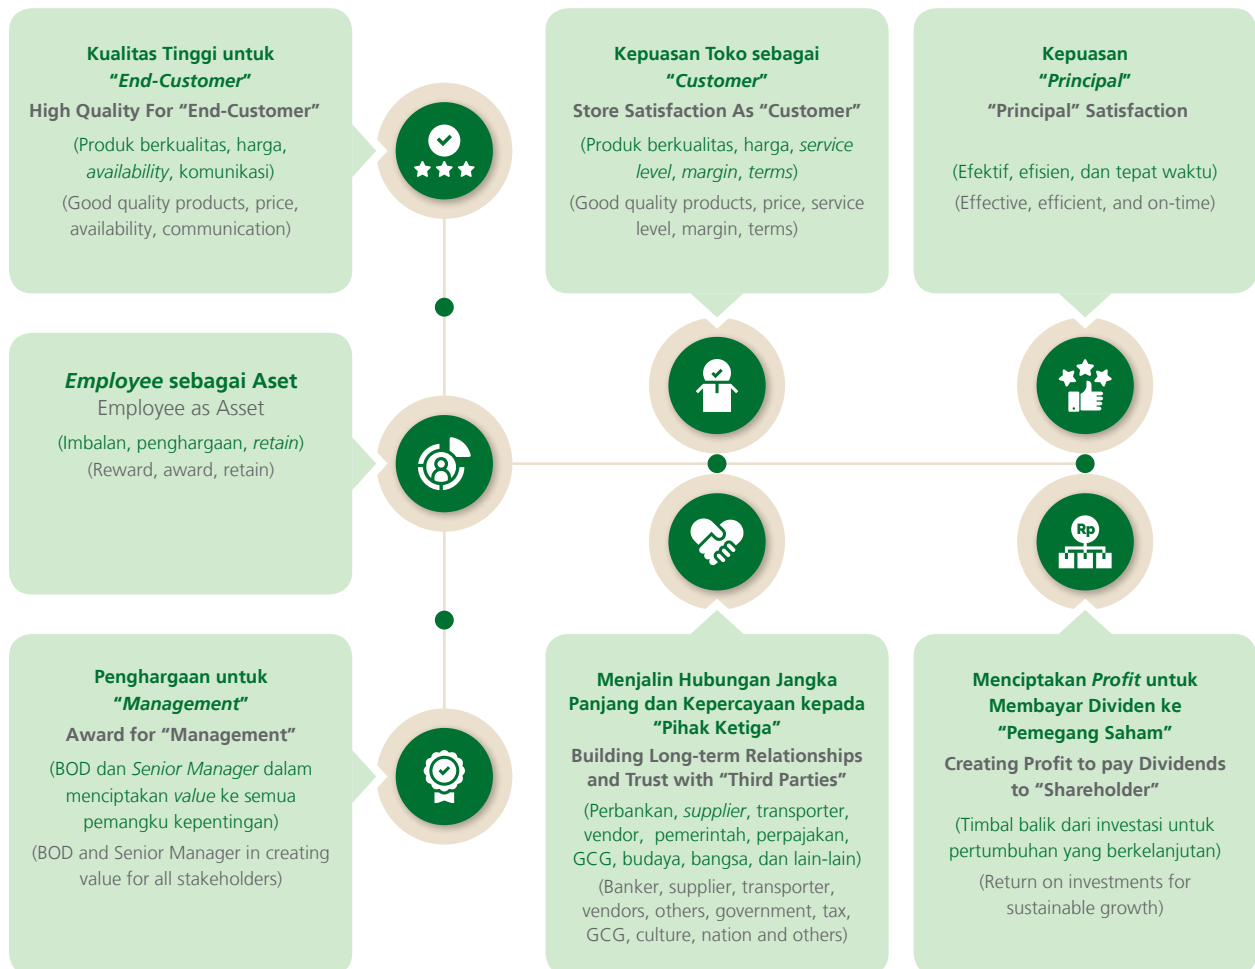 Kualitas Tinggi untuk
"End-Customer"
High Quality For "End-Customer"
(Produk berkualitas, harga,
availability, komunikasi)
(Good quality products, price,
availability, communication)
Kepuasan Toko sebagai
"Customer"
Store Satisfaction As "Customer"
(Produk berkualitas, harga, service
level, margin, terms)
(Good quality products, price, service
level, margin, terms)
Kepuasan
"Principal"
"Principal" Satisfaction
(Efektif, efisien, dan tepat waktu)
(Effective, efficient, and on-time)
Employee sebagai Aset
Employee as Asset
(Imbalan, penghargaan, retain)
(Reward, award, retain)
Rp
Penghargaan untuk
"Management"
Award for "Management"
(BOD dan Senior Manager dalam
menciptakan value ke semua
pemangku kepentingan)
(BOD and Senior Manager in creating
value for all stakeholders)
Menjalin Hubungan Jangka
Panjang dan Kepercayaan kepada
"Pihak Ketiga"
Building Long-term Relationships
and Trust with "Third Parties"
(Perbankan, supplier, transporter,
vendor, pemerintah, perpajakan,
GCG, budaya, bangsa, dan lain-lain)
(Banker, supplier, transporter,
vendors, others, government, tax,
GCG, culture, nation and others)
Menciptakan Profit untuk
Membayar Dividen ke
"Pemegang Saham"
Creating Profit to pay Dividends
to "Shareholder"
(Timbal balik dari investasi untuk
pertumbuhan yang berkelanjutan)
(Return on investments for
sustainable growth)